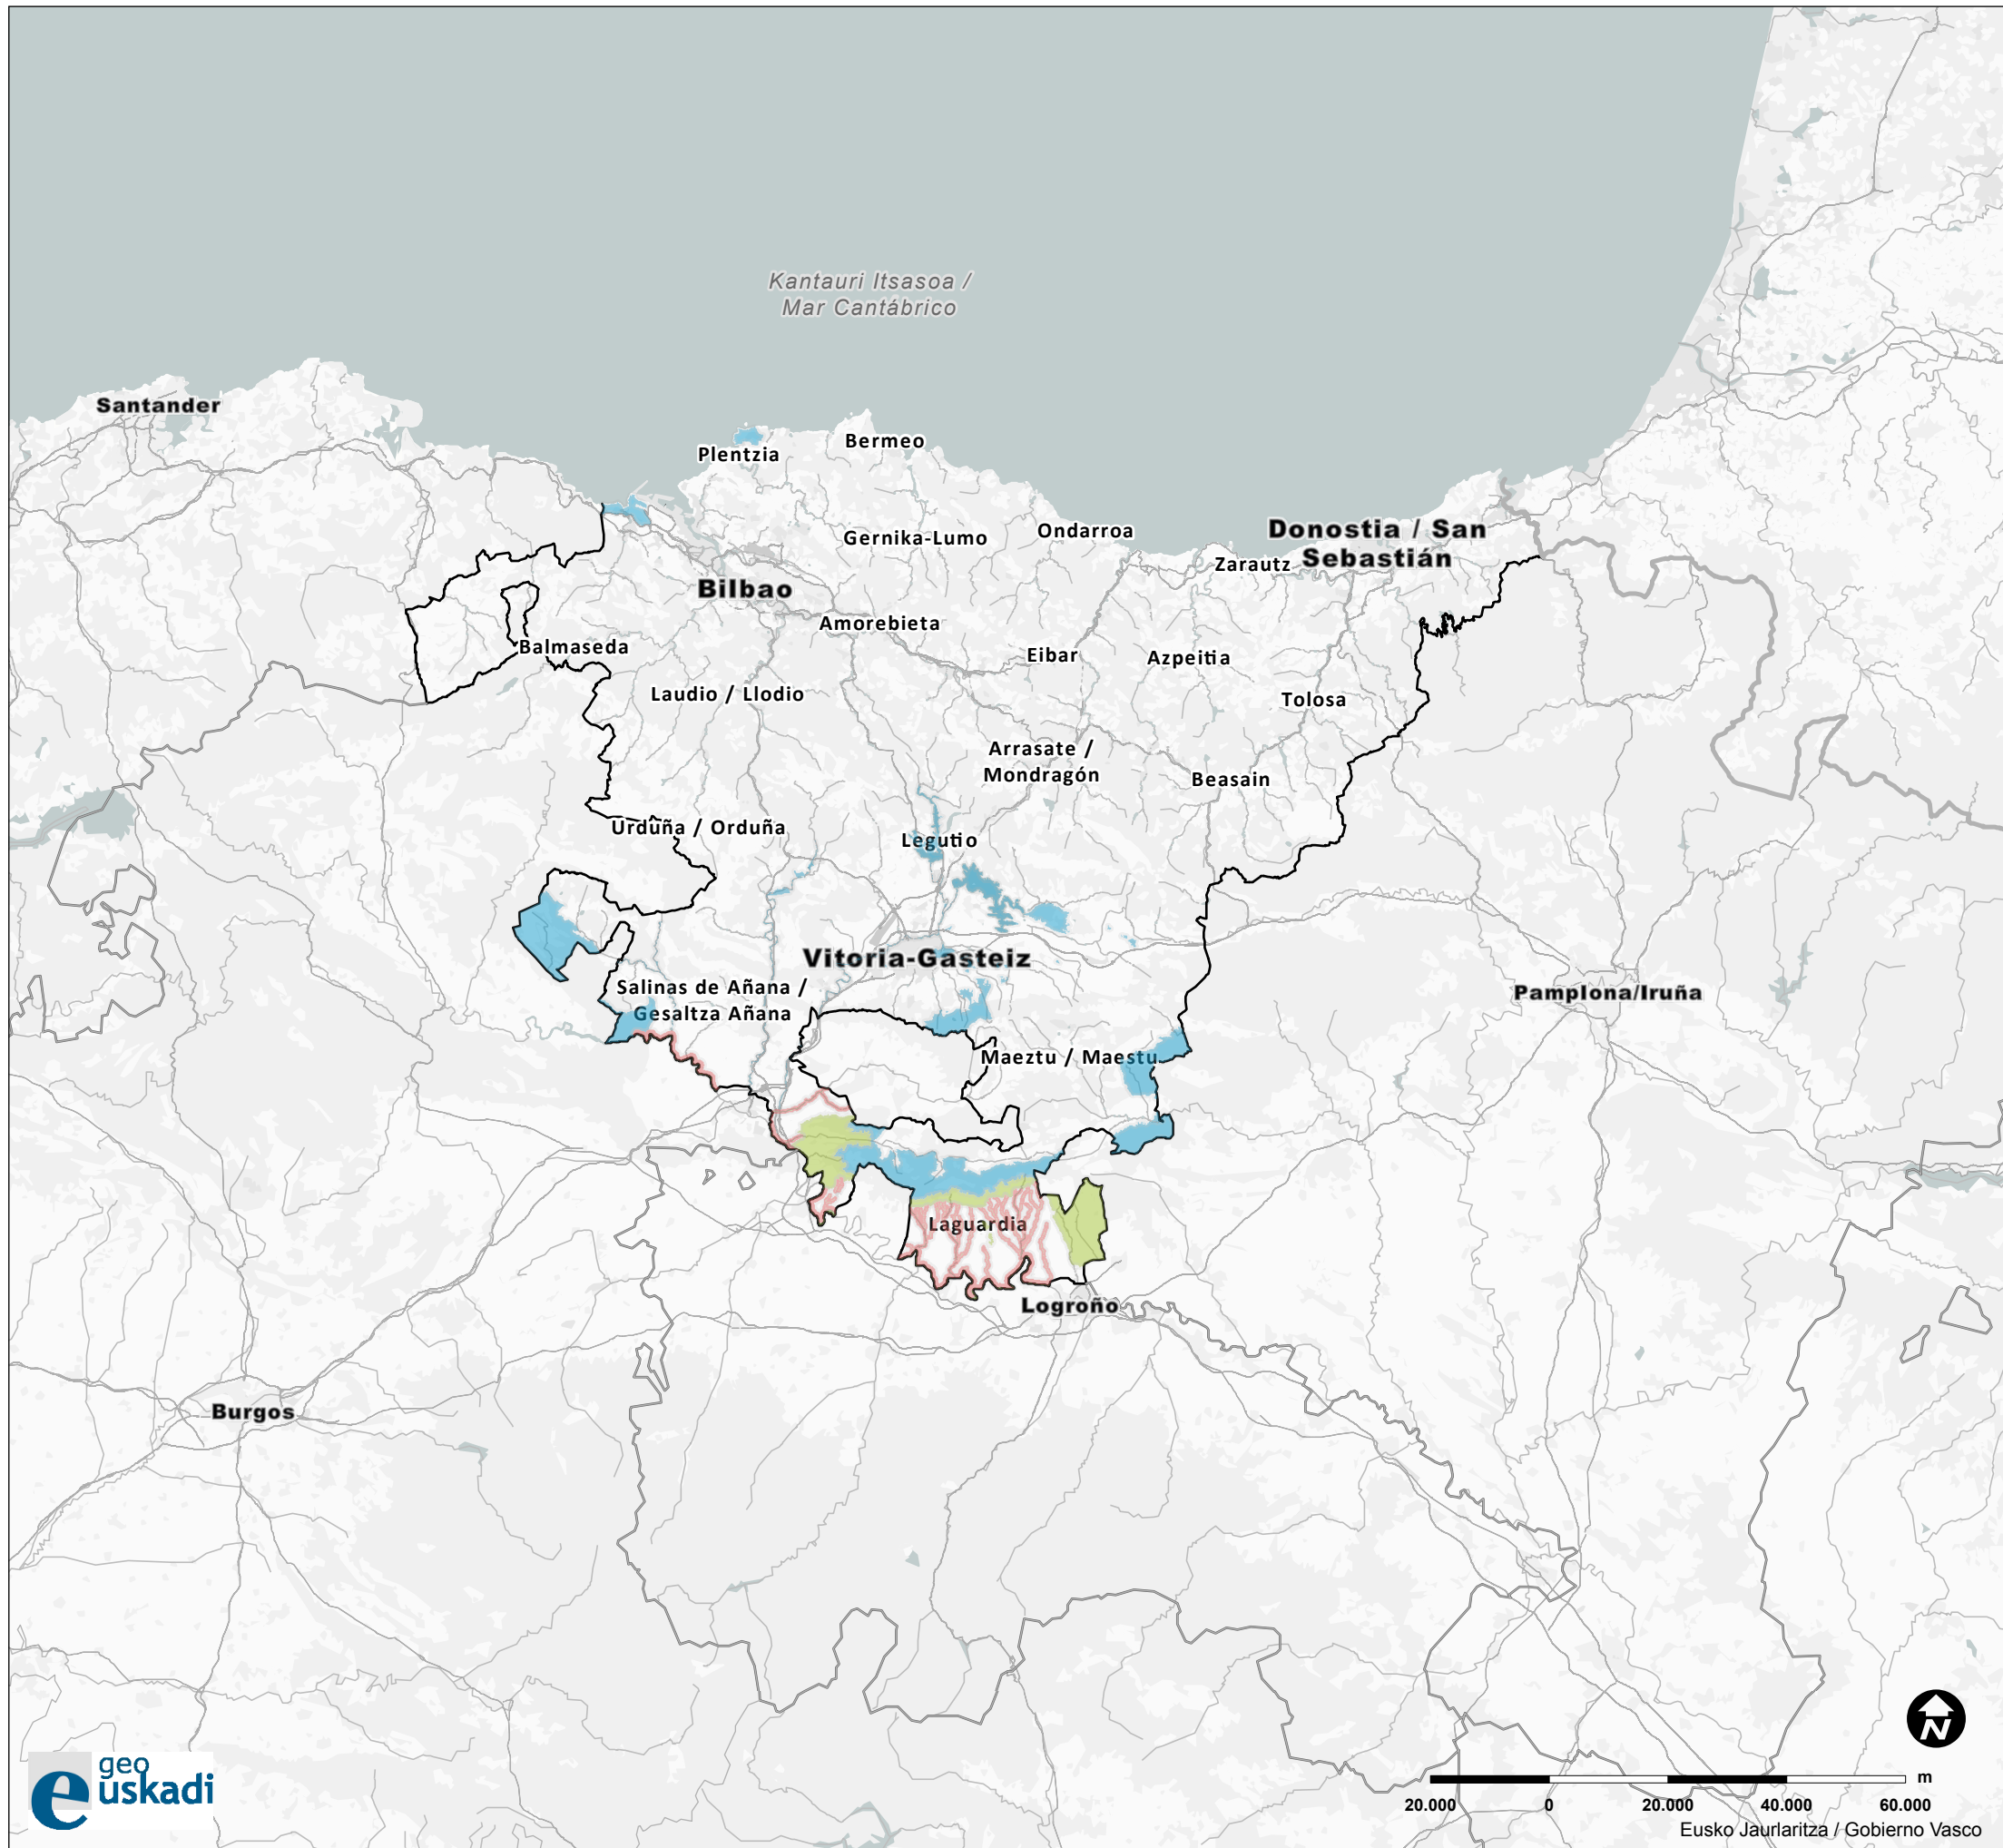 Kantauri Itsasoa /
Mar Cantábrico
Santander
Plentzia
Bermeo
Gernika-Lumo
Ondarroa
Donostia / San
Sebastián
Zarautz
Bilbao
Amorebieta
Balmaseda
Eibar
Azpeitia
Laudio / Llodio
Tolosa
Arrasate /
Mondragón
Beasain
Urduña / Orduña
Legutio
Vitoria-Gasteiz
Salinas de Añana /
Gesaltza Añana
Pamplona/Iruña
Maeztu / Maestu
Laguardia
Logroño
Burgos
geo
euskadi
N
m
20.000 0 20.000 40.000 60.000
Eusko Jaurlaritza / Gobierno Vasco